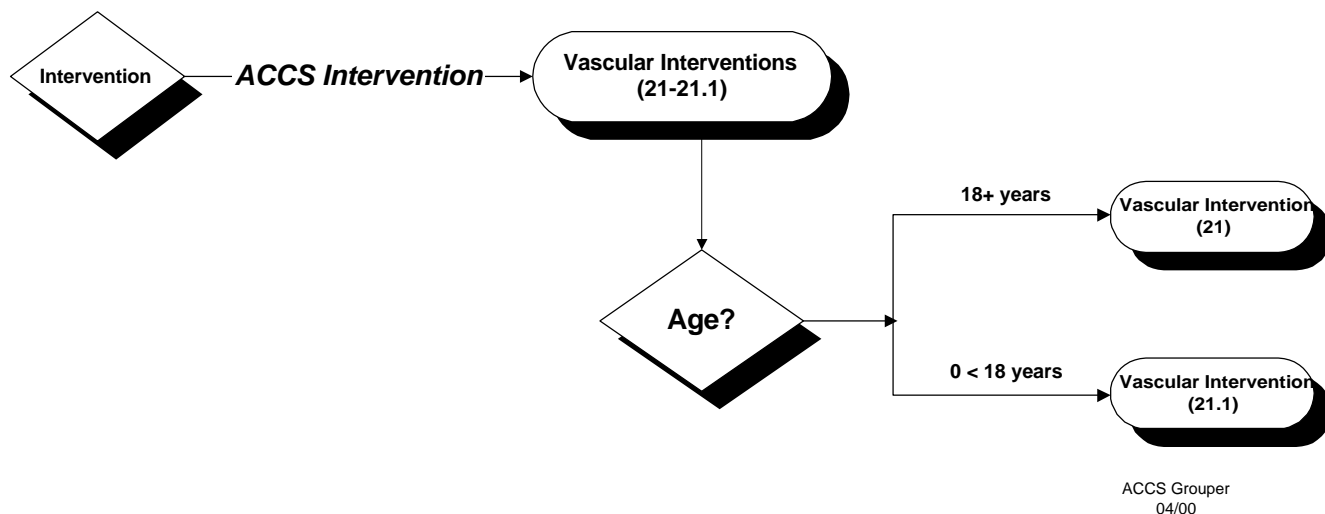 Intervention
ACCS Intervention
Vascular Interventions
(21-21.1)
18+ years
Vascular Intervention
(21)
Age?
0 < 18 years
Vascular Intervention
(21.1)
ACCS Grouper
04/00